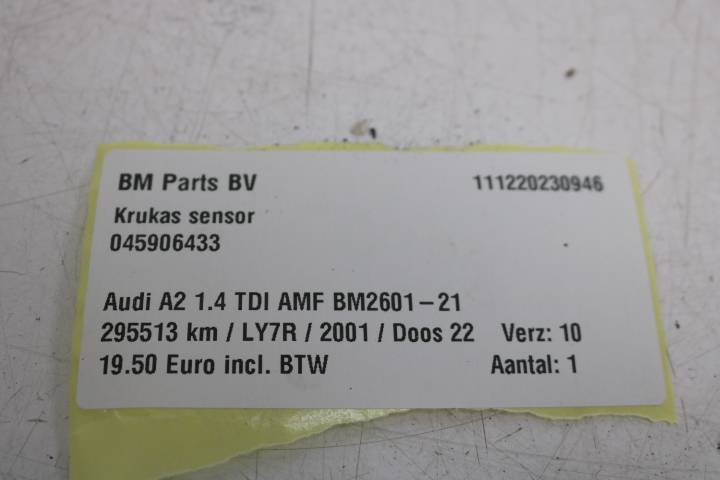 BM Parts BV 111220230946
Krukas sensor
045906433
Audi A2 1.4 TDI AMF BM2601-21
295513 km / LY7R / 2001 / Doos 22 Verz: 10
19.50 Euro incl. BTW Aantal: 1